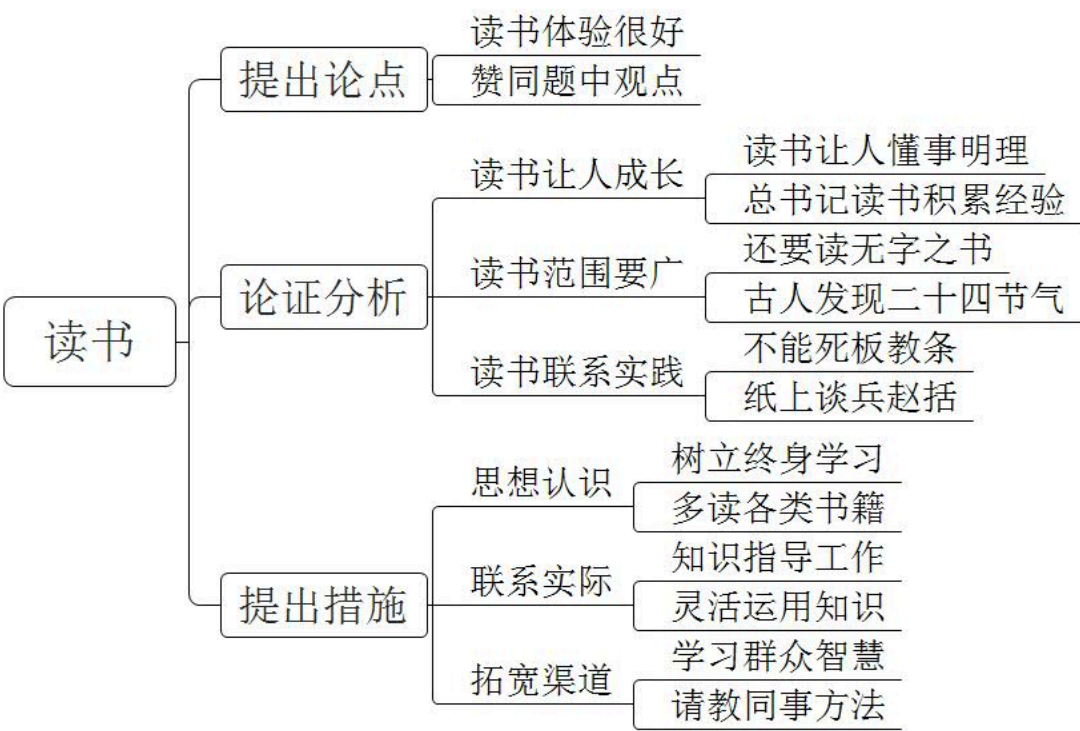 读书
提出论点
读书体验很好
赞同题中观点
论证分析
读书让人成长
读书让人懂事明理
总书记读书积累经验
读书范围要广
还要读无字之书
古人发现二十四节气
读书联系实践
不能死板教条
纸上谈兵赵括
提出措施
思想认识
树立终身学习
多读各类书籍
联系实际
知识指导工作
灵活运用知识
拓宽渠道
学习群众智慧
请教同事方法